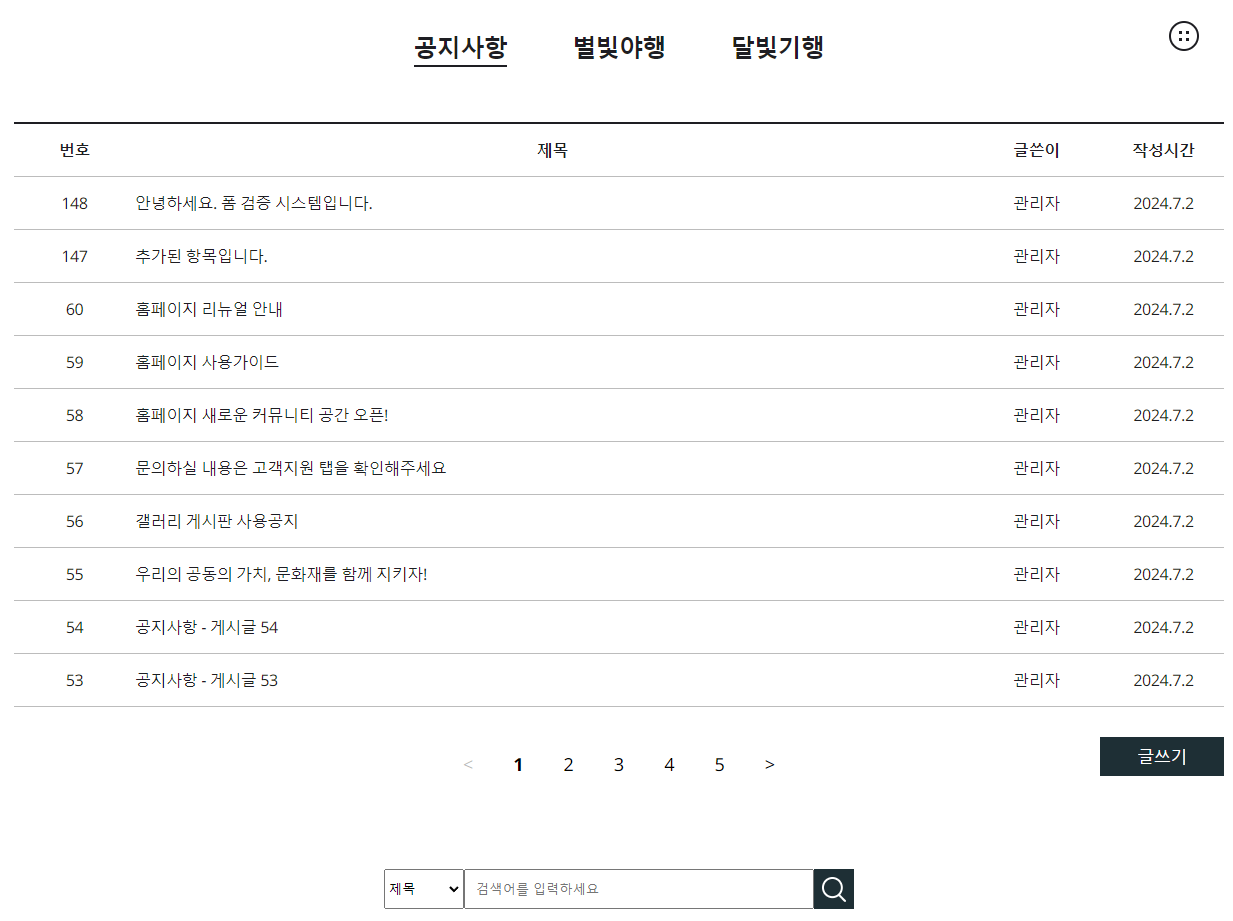 공지사항 별빛야행 달빛기행
번호 제목 글쓴이 작성시간
148 안녕하세요. 폼 검증 시스템입니다. 관리자 2024.7.2
147 추가된 항목입니다. 관리자 2024.7.2
60 홈페이지 리뉴얼 안내 관리자 2024.7.2
59 홈페이지 사용가이드 관리자 2024.7.2
58 홈페이지 새로운 커뮤니티 공간 오픈! 관리자 2024.7.2
57 문의하실 내용은 고객지원 탭을 확인해주세요 관리자 2024.7.2
56 갤러리 게시판 사용공지 관리자 2024.7.2
55 우리의 공동의 가치, 문화재를 함께 지키자! 관리자 2024.7.2
54 공지사항 - 게시글 54 관리자 2024.7.2
53 공지사항 - 게시글 53 관리자 2024.7.2
< 1 2 3 4 5 > 글쓰기
제목 검색어를 입력하세요